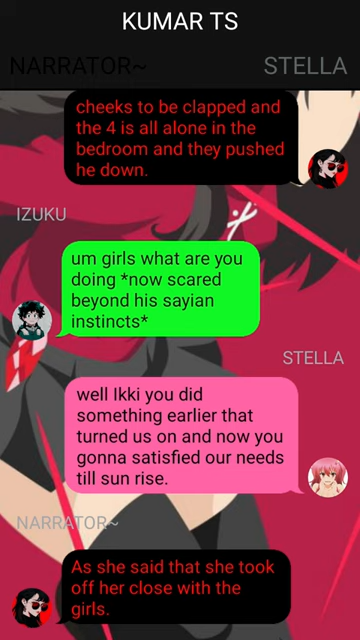 KUMAR TS
NARRATOR~
STELLA
cheeks to be clapped and
the 4 is all alone in the
bedroom and they pushed
he down.
IZUKU
um girls what are you
doing *now scared
beyond his sayian
instincts*
STELLA
well Ikki you did
something earlier that
turned us on and now you
gonna satisfied our needs
till sun rise.
NARRATOR~
As she said that she took
off her close with the
girls.